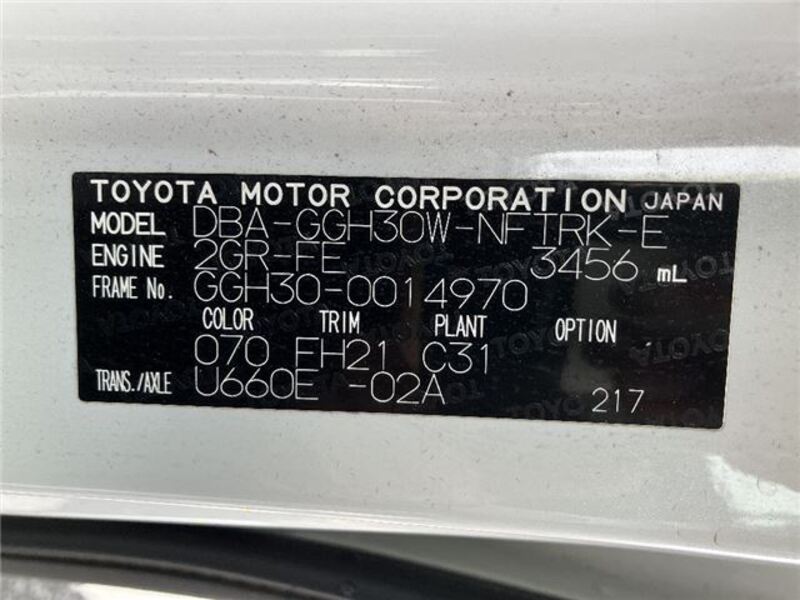 TOYOTA MOTOR CORPORATION JAPAN
MODEL DBA-GGH30W-NFTRK-E
ENGINE 2GR-FE 3456 mL
FRAME No. GGH30-0014970
COLOR TRIM PLANT OPTION
070 FH21 C31
TRANS./AXLE U660E -02A 217